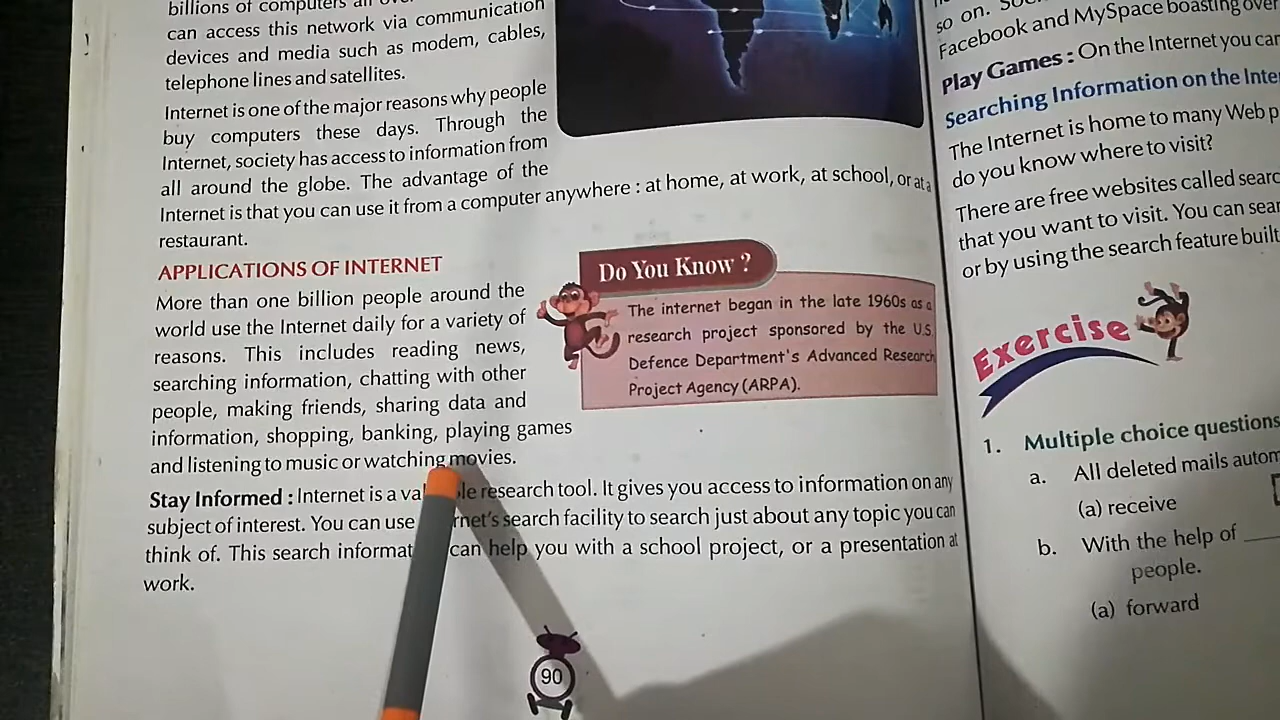 billions of computers all
can access this network via communication
devices and media such as modem, cables,
telephone lines and satellites.
Internet is one of the major reasons why people
buy computers these days. Through the
Internet, society has access to information from
all around the globe. The advantage of the
Internet is that you can use it from a computer anywhere : at home, at work, at school, or at a
restaurant.
APPLICATIONS OF INTERNET
More than one billion people around the
world use the Internet daily for a variety of
reasons. This includes reading news,
searching information, chatting with other
people, making friends, sharing data and
information, shopping, banking, playing games
and listening to music or watching movies.
Do You Know ?
The internet began in the late 1960s as a
research project sponsored by the U.S.
Defence Department's Advanced Research
Project Agency (ARPA).
Stay Informed : Internet is a research tool. It gives you access to information on any
subject of interest. You can use search facility to search just about any topic you can
think of. This search can help you with a school project, or a presentation at
work.
90
so on.
Facebook and MySpace boasting over
Play Games : On the Internet you can
Searching Information on the
The Internet is home to many Web
do you know where to visit?
There are free websites called
that you want to visit. You can
or by using the search feature built
Exercise
1. Multiple choice questions
a. All deleted mails
(a) receive
b. With the help of ____
people.
(a) forward